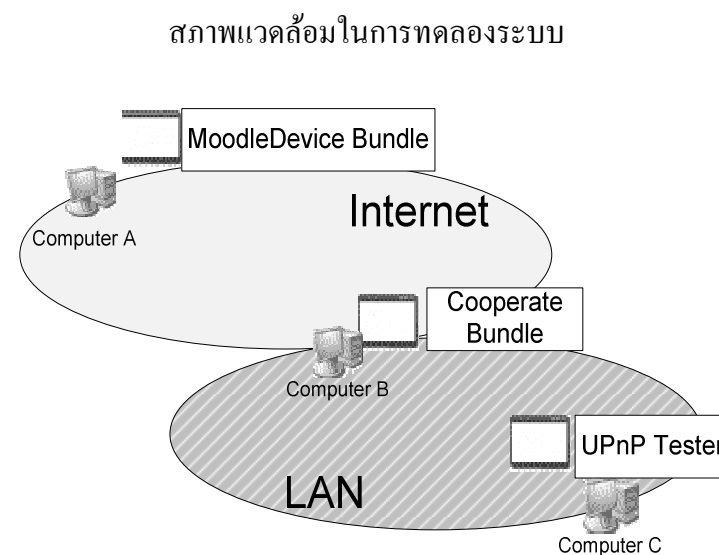 สภาพแวดล้อมในการทดลองระบบ
MoodleDevice Bundle
Internet
Computer A
Cooperate
Bundle
Computer B
UPnP Tester
LAN
Computer C